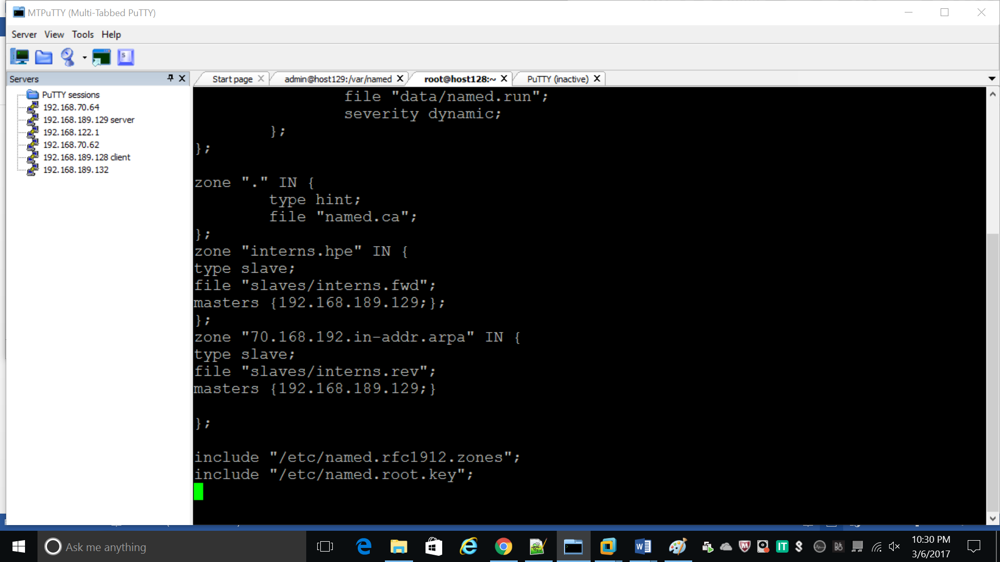 MTPuTTY (Multi-Tabbed PuTTY)
Server View Tools Help
Servers
Start page
admin@host129:/var/named
root@host128:~
PuTTY (inactive)
PuTTY sessions
192.168.70.64
192.168.189.129 server
192.168.122.1
192.168.70.62
192.168.189.128 client
192.168.189.132
file "data/named.run";
severity dynamic;
};
};
zone "." IN {
type hint;
file "named.ca";
};
zone "interns.hpe" IN {
type slave;
file "slaves/interns.fwd";
masters {192.168.189.129;};
};
zone "70.168.192.in-addr.arpa" IN {
type slave;
file "slaves/interns.rev";
masters {192.168.189.129;}
};
include "/etc/named.rfc1912.zones";
include "/etc/named.root.key";
Ask me anything
10:30 PM
3/6/2017